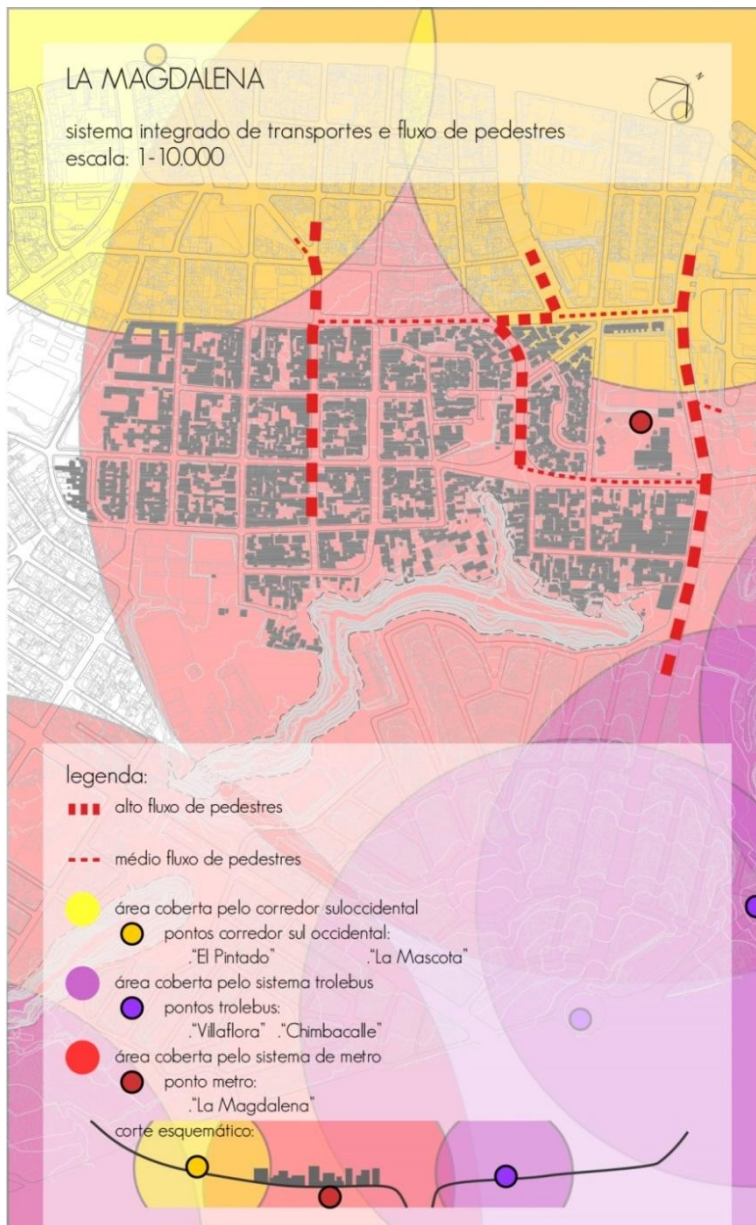 LA MAGDALENA
N
sistema integrado de transportes e fluxo de pedestres
escala: 1-10.000
legenda:
alto fluxo de pedestres
médio fluxo de pedestres
área coberta pelo corredor suloccidental
pontos corredor sul occidental:
."El Pintado" ."La Mascota"
área coberta pelo sistema trolebus
pontos trolebus:
."Villaflora" ."Chimbacalle"
área coberta pelo sistema de metro
ponto metro:
."La Magdalena"
corte esquemático: